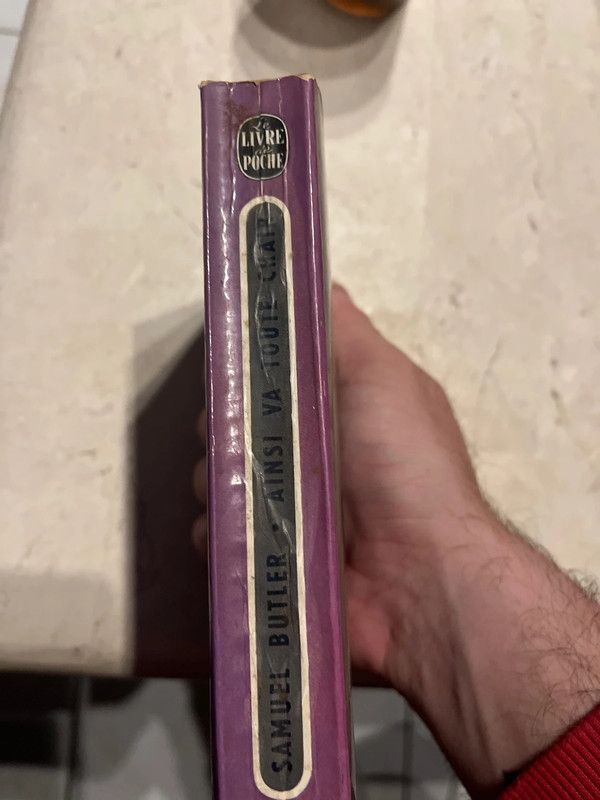 Le
LIVRE
de
POCHE
SAMUEL BUTLER • AINSI VA TOUTE CHAIR